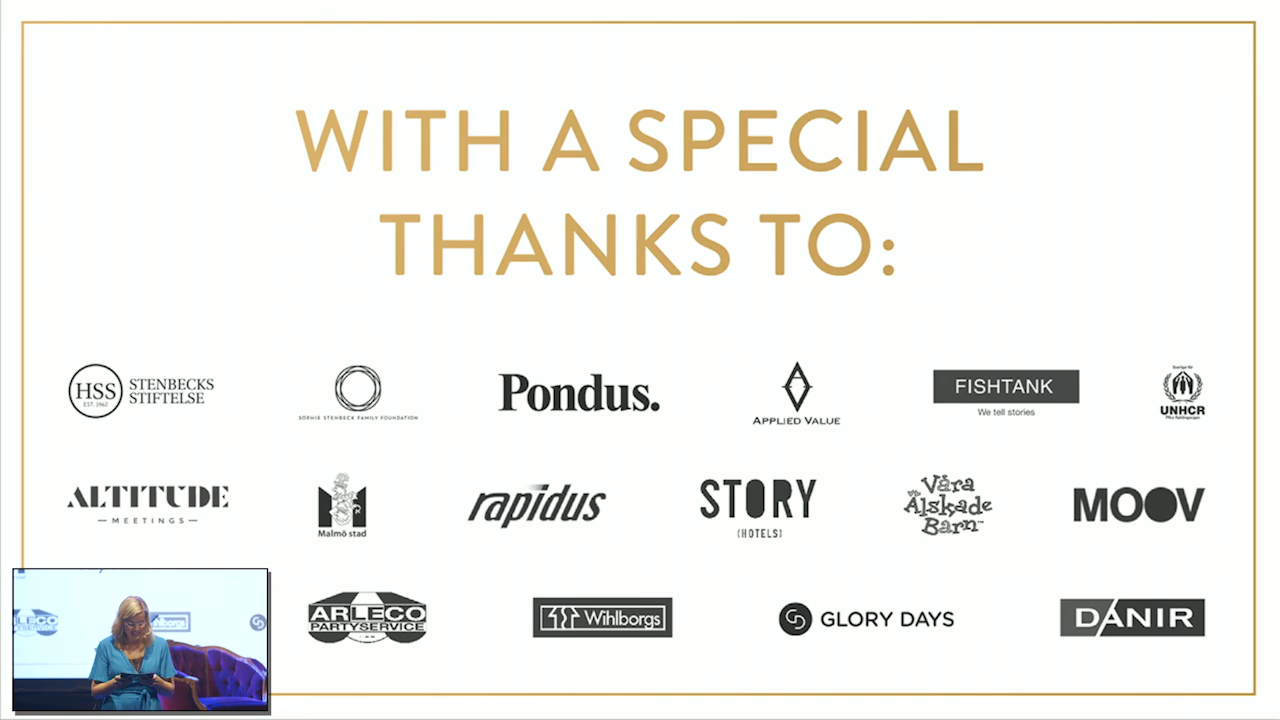 WITH A SPECIAL
THANKS TO:
HSS
EST. 1962
STENBECKS
STIFTELSE
SOPHIE STENBECK FAMILY FOUNDATION
Pondus.
APPLIED VALUE
FISHTANK
We tell stories
Sverige för
UNHCR
ALTITUDE
MEETINGS
Malmö stad
rapidus
STORY
(HOTELS)
Våra
Älskade
Barn
MOOV
ARLECO
PARTYSERVICE
Wihlborgs
GLORY DAYS
DANIR